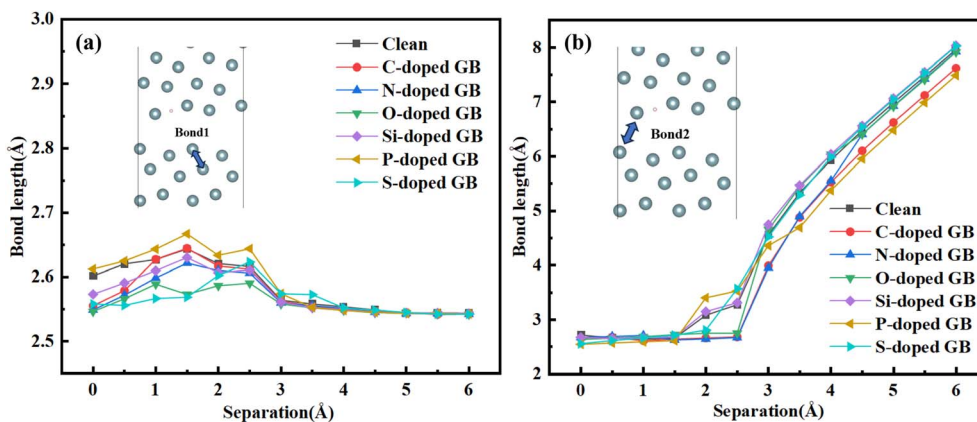 (a)
Clean
C-doped GB
N-doped GB
O-doped GB
Si-doped GB
P-doped GB
S-doped GB
Bond1
Bond length(Å)
3.0
2.9
2.8
2.7
2.6
2.5
0 1 2 3 4 5 6
Separation(Å)
(b)
Bond2
Clean
C-doped GB
N-doped GB
O-doped GB
Si-doped GB
P-doped GB
S-doped GB
Bond length(Å)
8
7
6
5
4
3
2
0 1 2 3 4 5 6
Separation(Å)